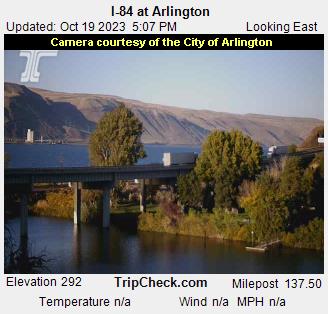 I-84 at Arlington
Updated: Oct 19 2023 5:07 PM Looking East
Camera courtesy of the City of Arlington
Elevation 292 TripCheck.com Milepost 137.50
Temperature n/a Wind n/a MPH n/a